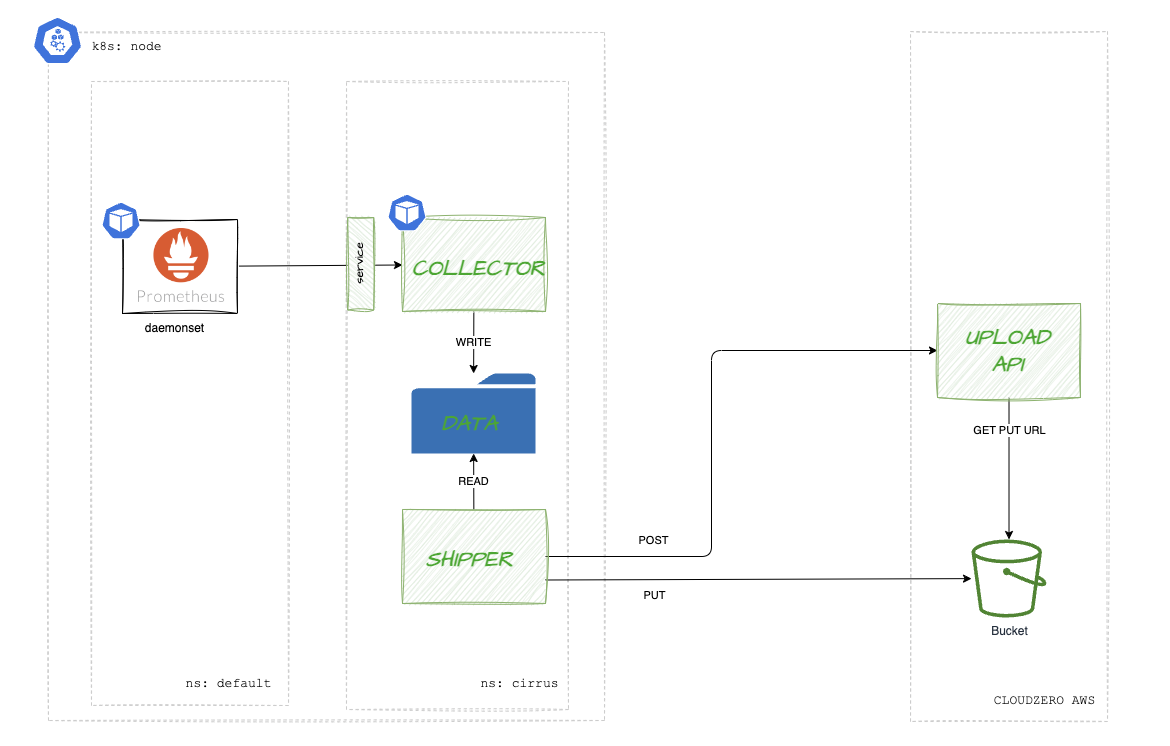 k8s: node
service
COLLECTOR
Prometheus
daemonset
WRITE
UPLOAD
API
DATA
GET PUT URL
READ
POST
SHIPPER
PUT
Bucket
ns: default
ns: cirrus
CLOUDZERO AWS